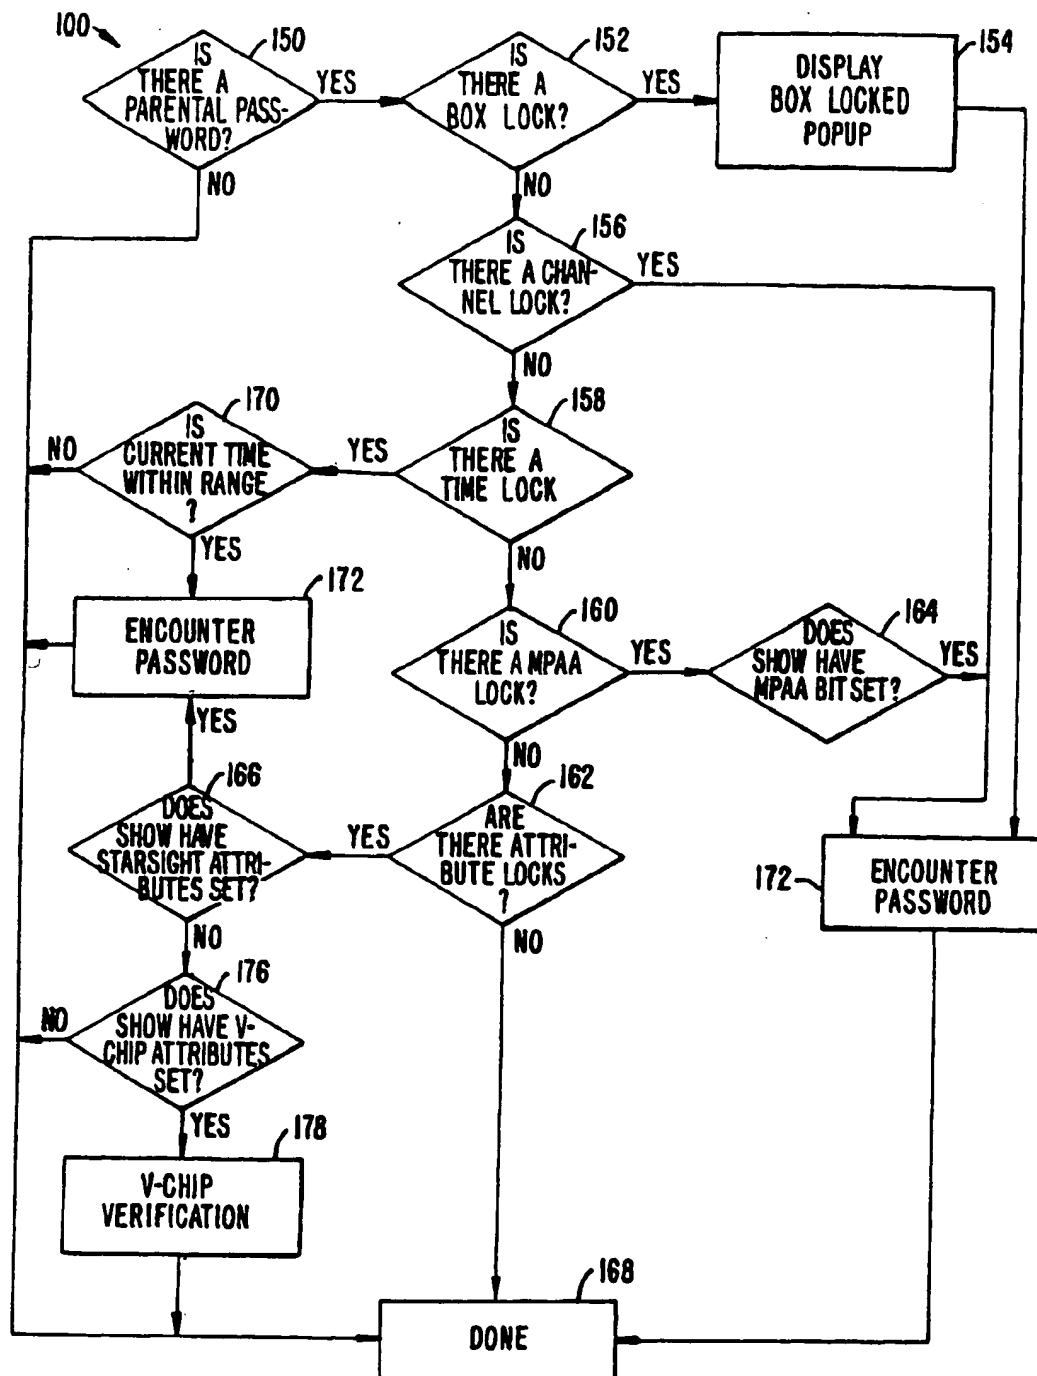 100
150
IS
THERE A
PARENTAL PASS-
WORD?
YES
NO
152
IS
THERE A
BOX LOCK?
YES
NO
154
DISPLAY
BOX LOCKED
POPUP
156
IS
THERE A CHAN-
NEL LOCK?
YES
NO
170
IS
CURRENT TIME
WITHIN RANGE
?
NO
YES
158
IS
THERE A
TIME LOCK
YES
NO
172
ENCOUNTER
PASSWORD
160
IS
THERE A MPAA
LOCK?
YES
NO
164
DOES
SHOW HAVE
MPAA BIT SET?
YES
YES
166
DOES
SHOW HAVE
STARSIGHT ATTRI-
BUTES SET?
NO
162
ARE
THERE ATTRI-
BUTE LOCKS
?
YES
NO
172
ENCOUNTER
PASSWORD
176
DOES
SHOW HAVE V-
CHIP ATTRIBUTES
SET?
NO
YES
178
V-CHIP
VERIFICATION
168
DONE